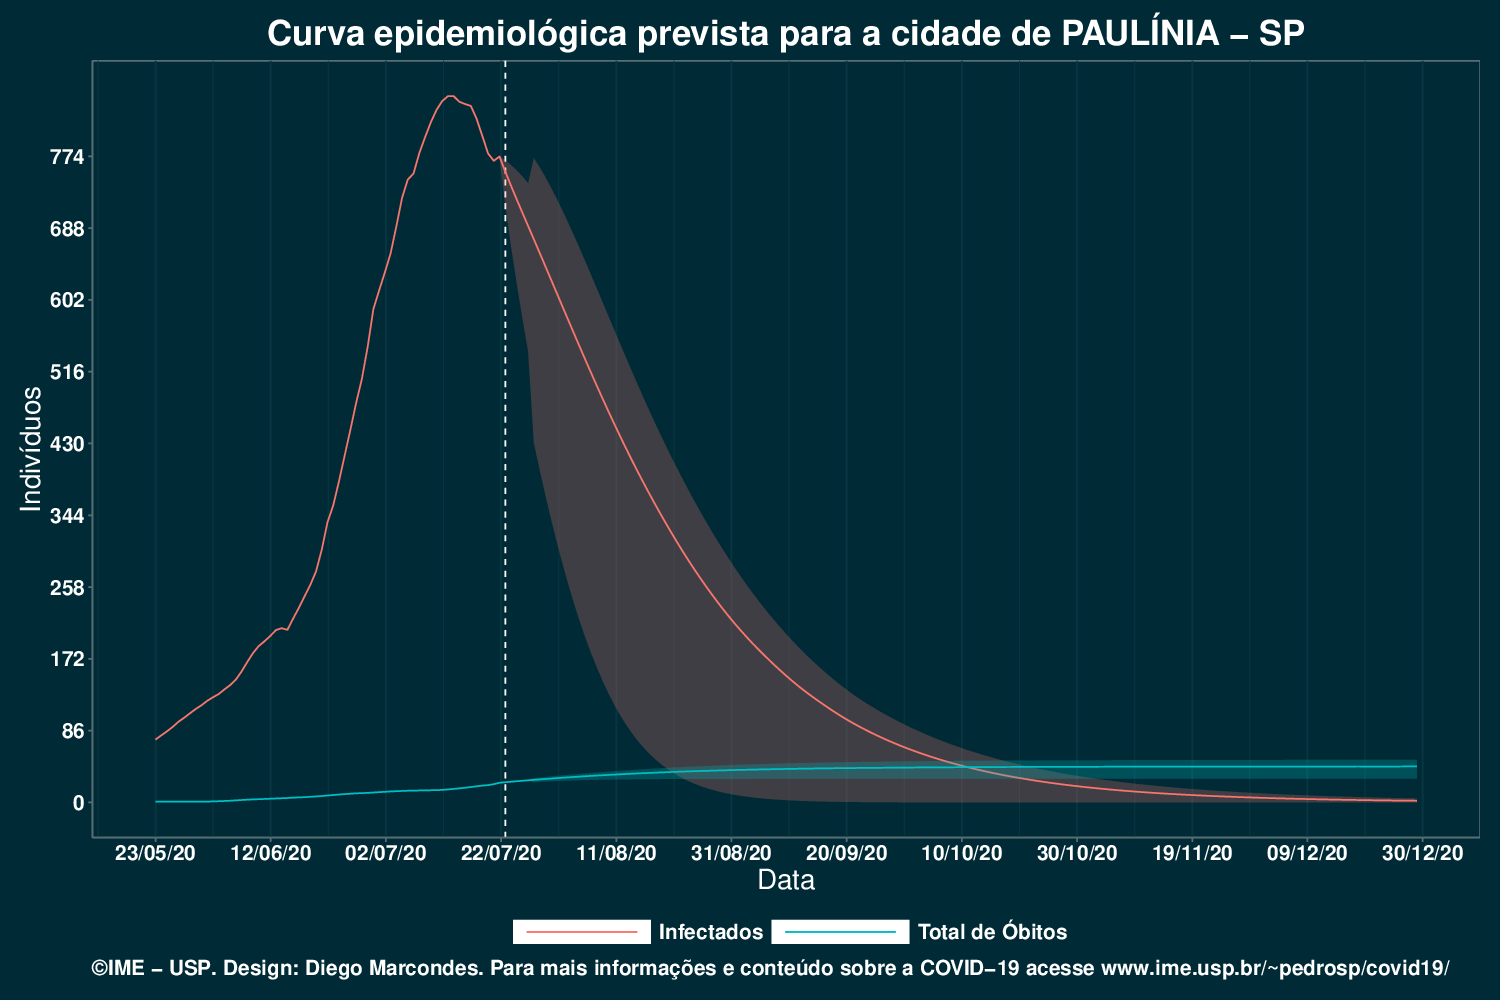 Curva epidemiológica prevista para a cidade de PAULÍNIA – SP
Indivíduos
774
688
602
516
430
344
258
172
86
0
23/05/20 12/06/20 02/07/20 22/07/20 11/08/20 31/08/20 20/09/20 10/10/20 30/10/20 19/11/20 09/12/20 30/12/20
Data
Infectados Total de Óbitos
©IME – USP. Design: Diego Marcondes. Para mais informações e conteúdo sobre a COVID–19 acesse www.ime.usp.br/~pedrosp/covid19/